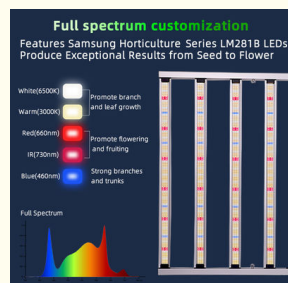 Full spectrum customization
Features Samsung Horticulture Series LM281B LEDs
Produce Exceptional Results from Seed to Flower
White(6500K)
Promote branch
and leaf growth
Warm(3000K)
Red(660nm)
Promote flowering
and fruiting
IR(730nm)
Blue(460nm)
Strong branches
and trunks
Full Spectrum